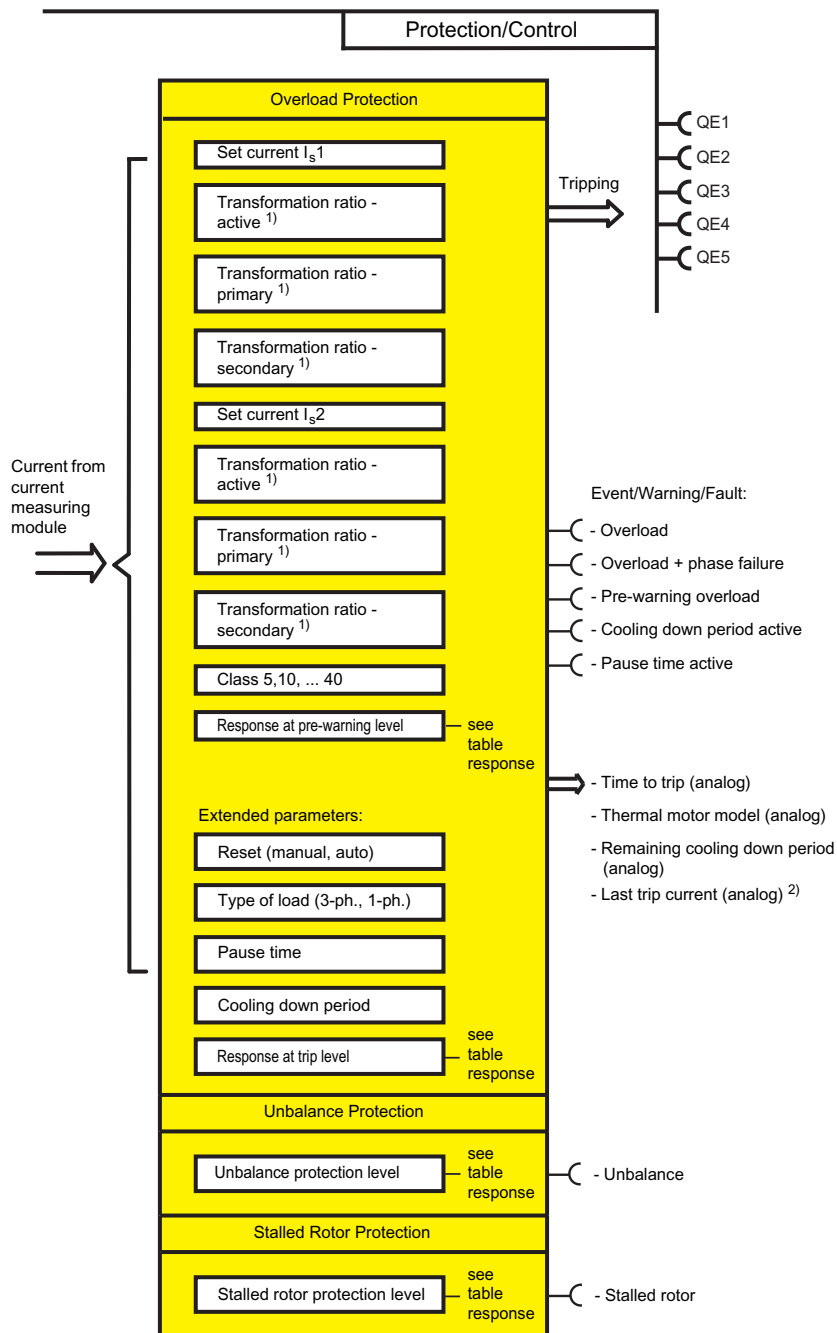 Protection/Control
Overload Protection
QE1
QE2
QE3
QE4
QE5
Tripping
Set current Is1
Transformation ratio -
active 1)
Transformation ratio -
primary 1)
Transformation ratio -
secondary 1)
Set current Is2
Transformation ratio -
active 1)
Transformation ratio -
primary 1)
Transformation ratio -
secondary 1)
Class 5,10, ... 40
Response at pre-warning level
see
table
response
Current from
current
measuring
module
Event/Warning/Fault:
- Overload
- Overload + phase failure
- Pre-warning overload
- Cooling down period active
- Pause time active
- Time to trip (analog)
- Thermal motor model (analog)
- Remaining cooling down period
(analog)
- Last trip current (analog) 2)
Extended parameters:
Reset (manual, auto)
Type of load (3-ph., 1-ph.)
Pause time
Cooling down period
Response at trip level
see
table
response
Unbalance Protection
Unbalance protection level
see
table
response
- Unbalance
Stalled Rotor Protection
Stalled rotor protection level
see
table
response
- Stalled rotor